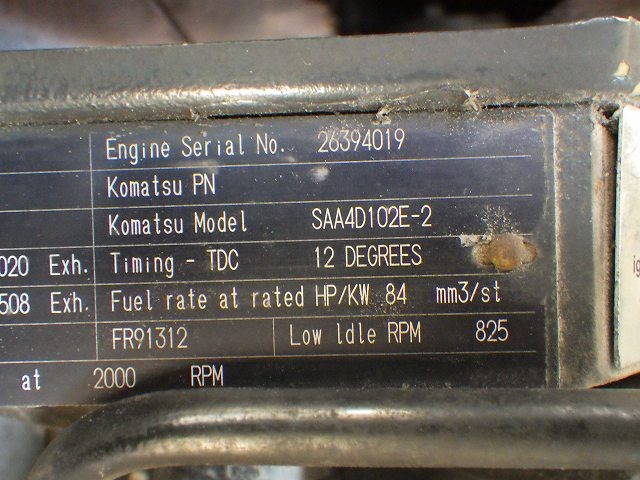 Engine Serial No. 26394019
Komatsu PN
Komatsu Model SAA4D102E-2
020 Exh. Timing - TDC 12 DEGREES
508 Exh. Fuel rate at rated HP/KW 84 mm3/st
FR91312 Low ldle RPM 825
at 2000 RPM